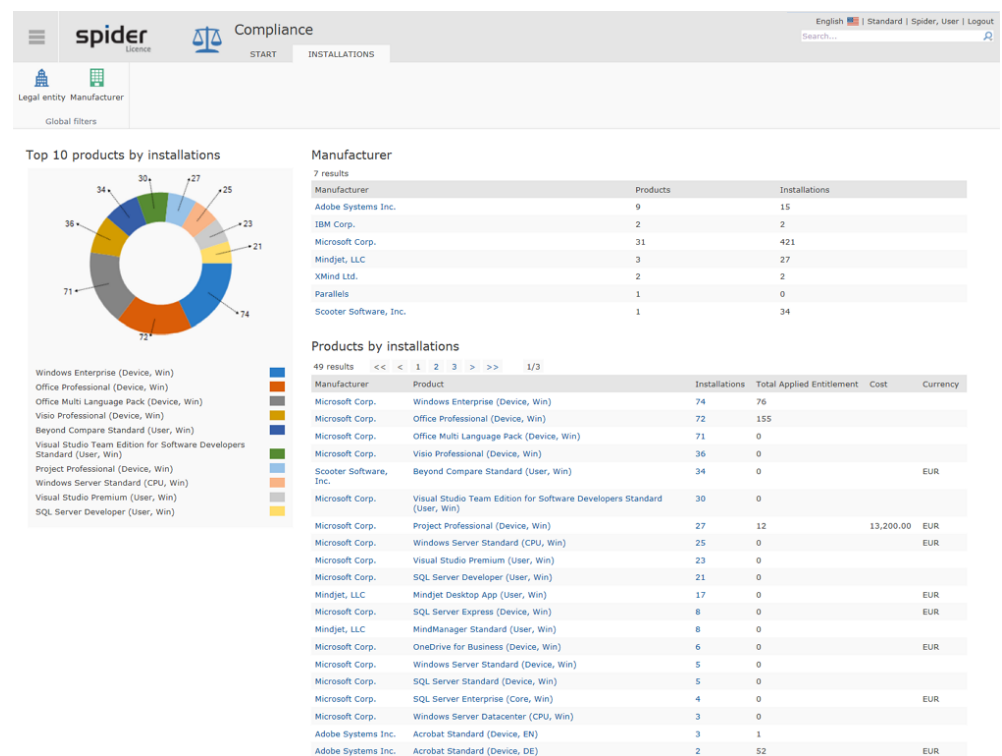 English | Standard | Spider, User | Logout
spider
Licence
Compliance
Search...
START INSTALLATIONS
Legal entity Manufacturer
Global filters
Top 10 products by installations
34 30 27 25 23 21 36 71 72 74
Windows Enterprise (Device, Win)
Office Professional (Device, Win)
Office Multi Language Pack (Device, Win)
Visio Professional (Device, Win)
Beyond Compare Standard (User, Win)
Visual Studio Team Edition for Software Developers
Standard (User, Win)
Project Professional (Device, Win)
Windows Server Standard (CPU, Win)
Visual Studio Premium (User, Win)
SQL Server Developer (User, Win)
Manufacturer
7 results
Manufacturer Products Installations
Adobe Systems Inc. 9 15
IBM Corp. 2 2
Microsoft Corp. 31 421
Mindjet, LLC 3 27
XMind Ltd. 2 2
Parallels 1 0
Scooter Software, Inc. 1 34
Products by installations
49 results << < 1 2 3 > >> 1/3
Manufacturer Product Installations Total Applied Entitlement Cost Currency
Microsoft Corp. Windows Enterprise (Device, Win) 74 76
Microsoft Corp. Office Professional (Device, Win) 72 155
Microsoft Corp. Office Multi Language Pack (Device, Win) 71 0
Microsoft Corp. Visio Professional (Device, Win) 36 0
Scooter Software, Beyond Compare Standard (User, Win) 34 0 EUR
Inc.
Microsoft Corp. Visual Studio Team Edition for Software Developers Standard 30 0
(User, Win)
Microsoft Corp. Project Professional (Device, Win) 27 12 13,200.00 EUR
Microsoft Corp. Windows Server Standard (CPU, Win) 25 0 EUR
Microsoft Corp. Visual Studio Premium (User, Win) 23 0
Microsoft Corp. SQL Server Developer (User, Win) 21 0
Mindjet, LLC Mindjet Desktop App (User, Win) 17 0 EUR
Microsoft Corp. SQL Server Express (Device, Win) 8 0 EUR
Mindjet, LLC MindManager Standard (User, Win) 8 0
Microsoft Corp. OneDrive for Business (Device, Win) 6 0 EUR
Microsoft Corp. Windows Server Standard (Device, Win) 5 0
Microsoft Corp. SQL Server Standard (Device, Win) 5 0
Microsoft Corp. SQL Server Enterprise (Core, Win) 4 0 EUR
Microsoft Corp. Windows Server Datacenter (CPU, Win) 3 0
Adobe Systems Inc. Acrobat Standard (Device, EN) 3 1
Adobe Systems Inc. Acrobat Standard (Device, DE) 2 52 EUR